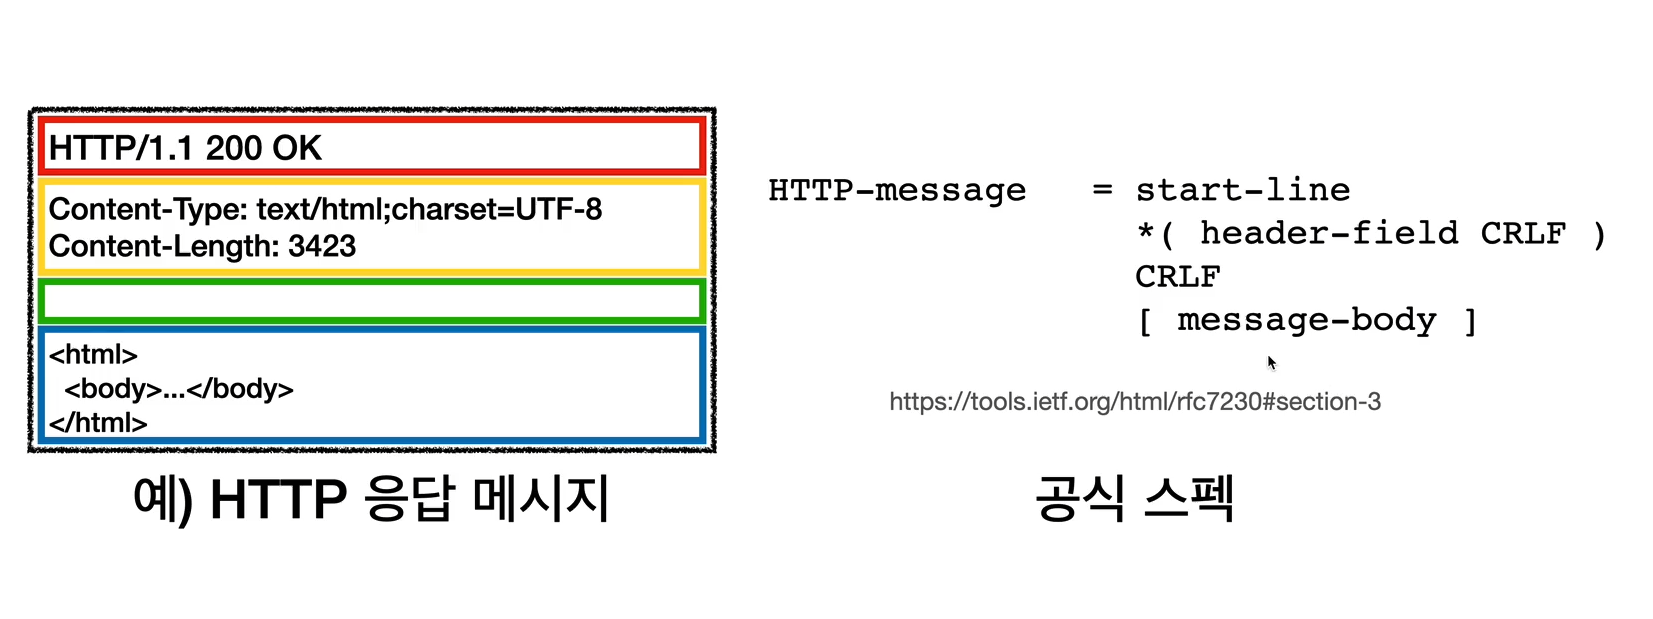 HTTP/1.1 200 OK
Content-Type: text/html;charset=UTF-8
Content-Length: 3423
<html>
<body>...</body>
</html>
예) HTTP 응답 메시지
HTTP-message = start-line
*( header-field CRLF )
CRLF
[ message-body ]
https://tools.ietf.org/html/rfc7230#section-3
공식 스펙